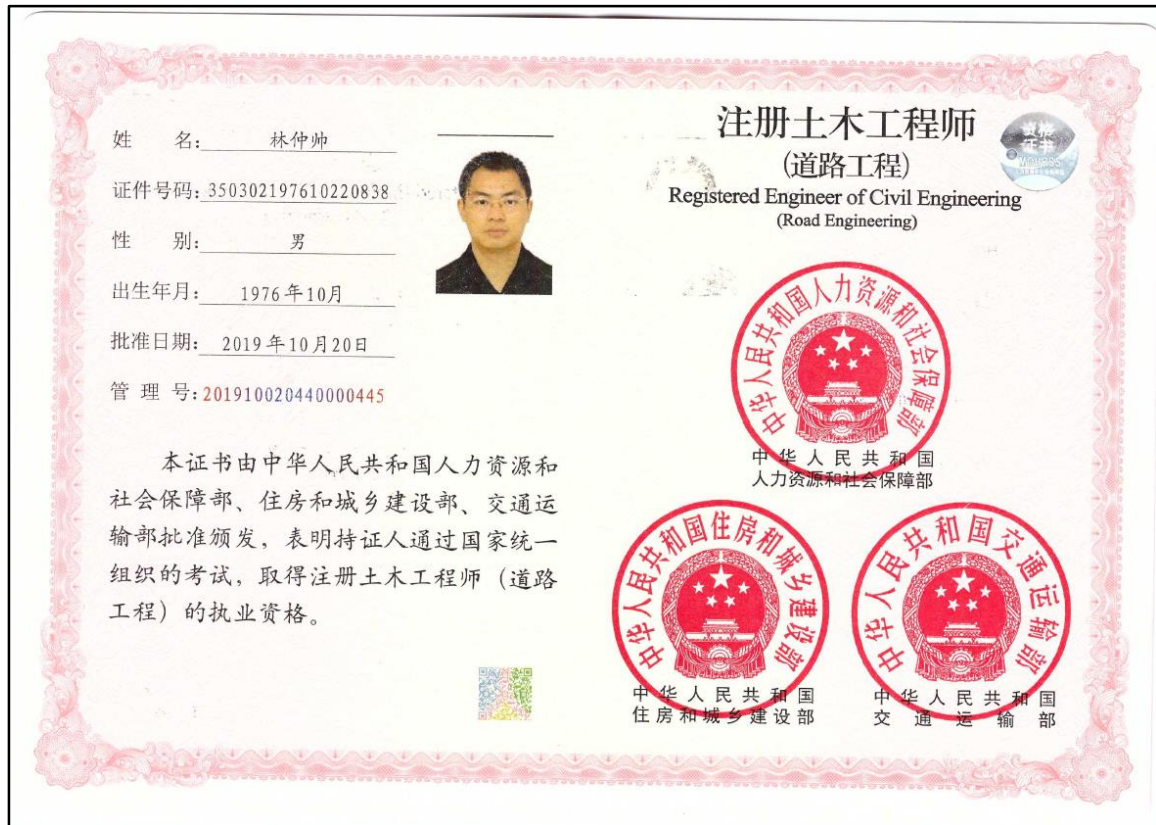 姓 名: 林仲帅
证件号码: 350302197610220838
性 别: 男
出生年月: 1976年10月
批准日期: 2019年10月20日
管 理 号: 201910020440000445
本证书由中华人民共和国人力资源和
社会保障部、住房和城乡建设部、交通运
输部批准颁发，表明持证人通过国家统一
组织的考试，取得注册土木工程师（道路
工程）的执业资格。
注册土木工程师
(道路工程)
Registered Engineer of Civil Engineering
(Road Engineering)
资格
证书
MOHRSS
中华人民共和国人力资源和社会保障部
中华人民共和国
人力资源和社会保障部
中华人民共和国住房和城乡建设部
中华人民共和国
住房和城乡建设部
中华人民共和国交通运输部
中华人民共和国
交通运输部